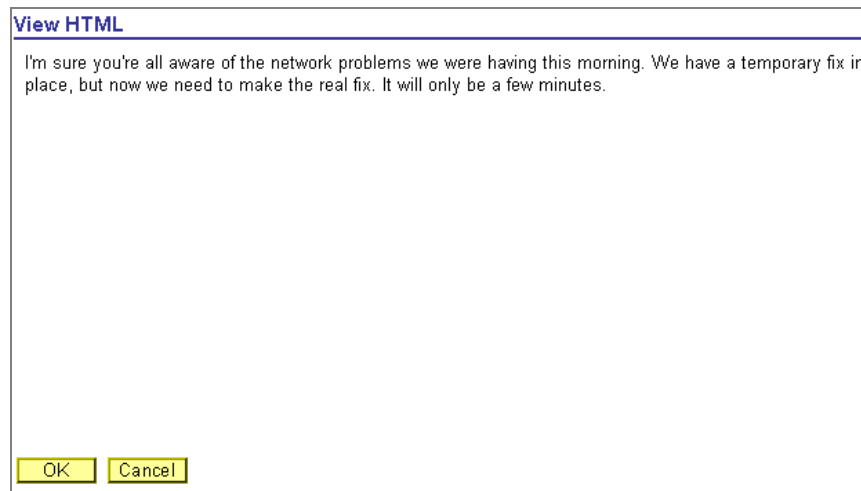 View HTML
I'm sure you're all aware of the network problems we were having this morning. We have a temporary fix in
place, but now we need to make the real fix. It will only be a few minutes.
OK
Cancel